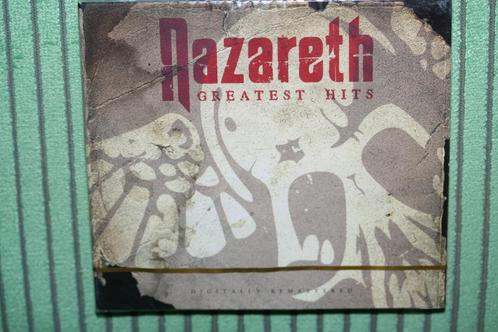 Nazareth
GREATEST HITS
DIGITALLY REMASTERED